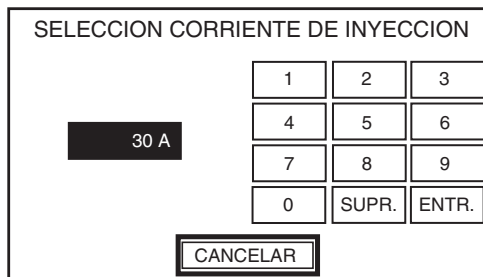 SELECCION CORRIENTE DE INYECCION
1 2 3
4 5 6
30 A
7 8 9
0 SUPR. ENTR.
CANCELAR